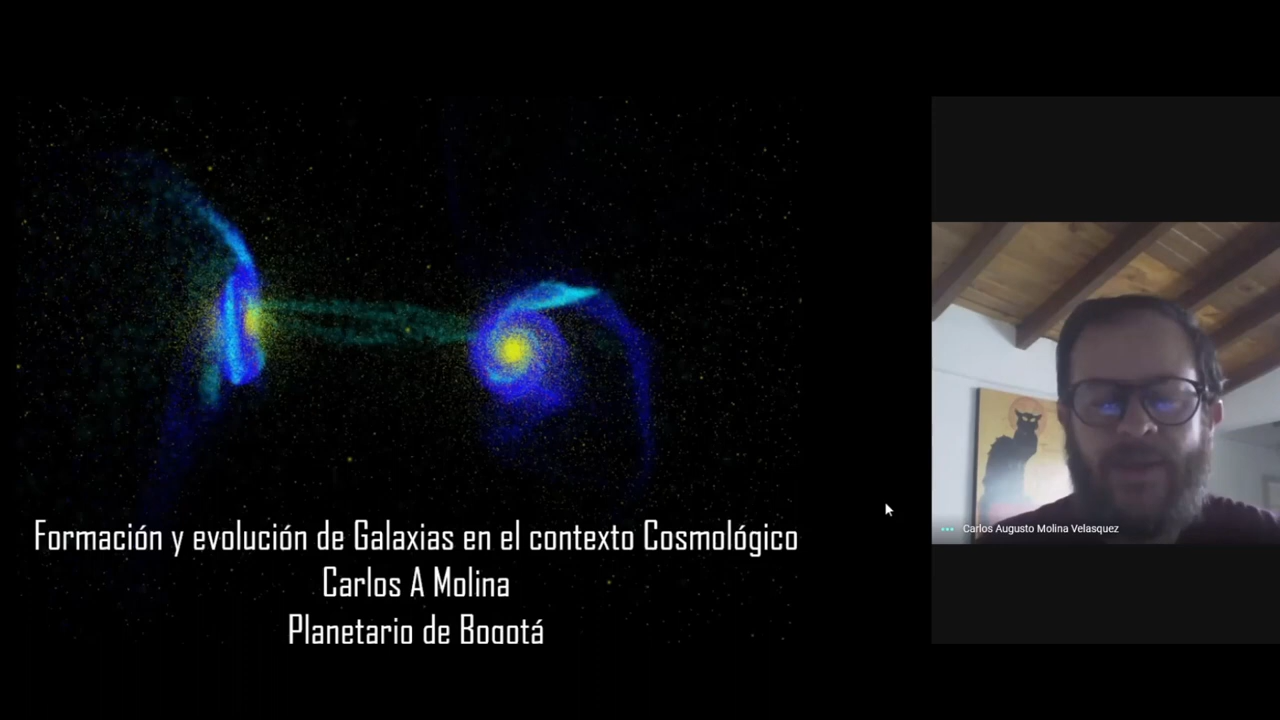 Formación y evolución de Galaxias en el contexto Cosmológico
Carlos A Molina
Planetario de Bogotá
Carlos Augusto Molina Velasquez